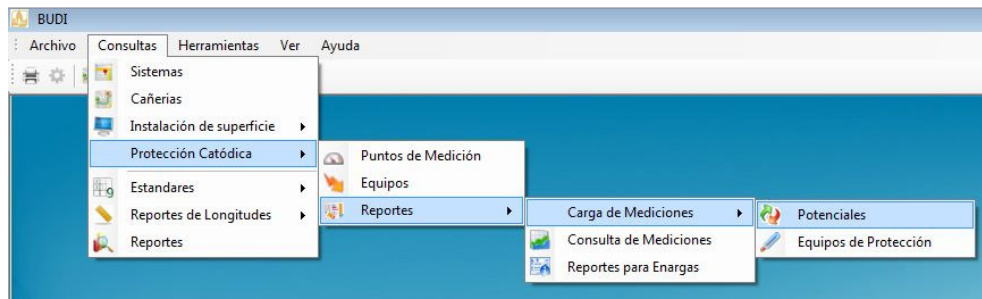 BUDI
Archivo Consultas Herramientas Ver Ayuda
Sistemas
Cañerias
Instalación de superficie
Protección Catódica
Estandares
Reportes de Longitudes
Reportes
Puntos de Medición
Equipos
Reportes
Carga de Mediciones
Consulta de Mediciones
Reportes para Enargas
Potenciales
Equipos de Protección